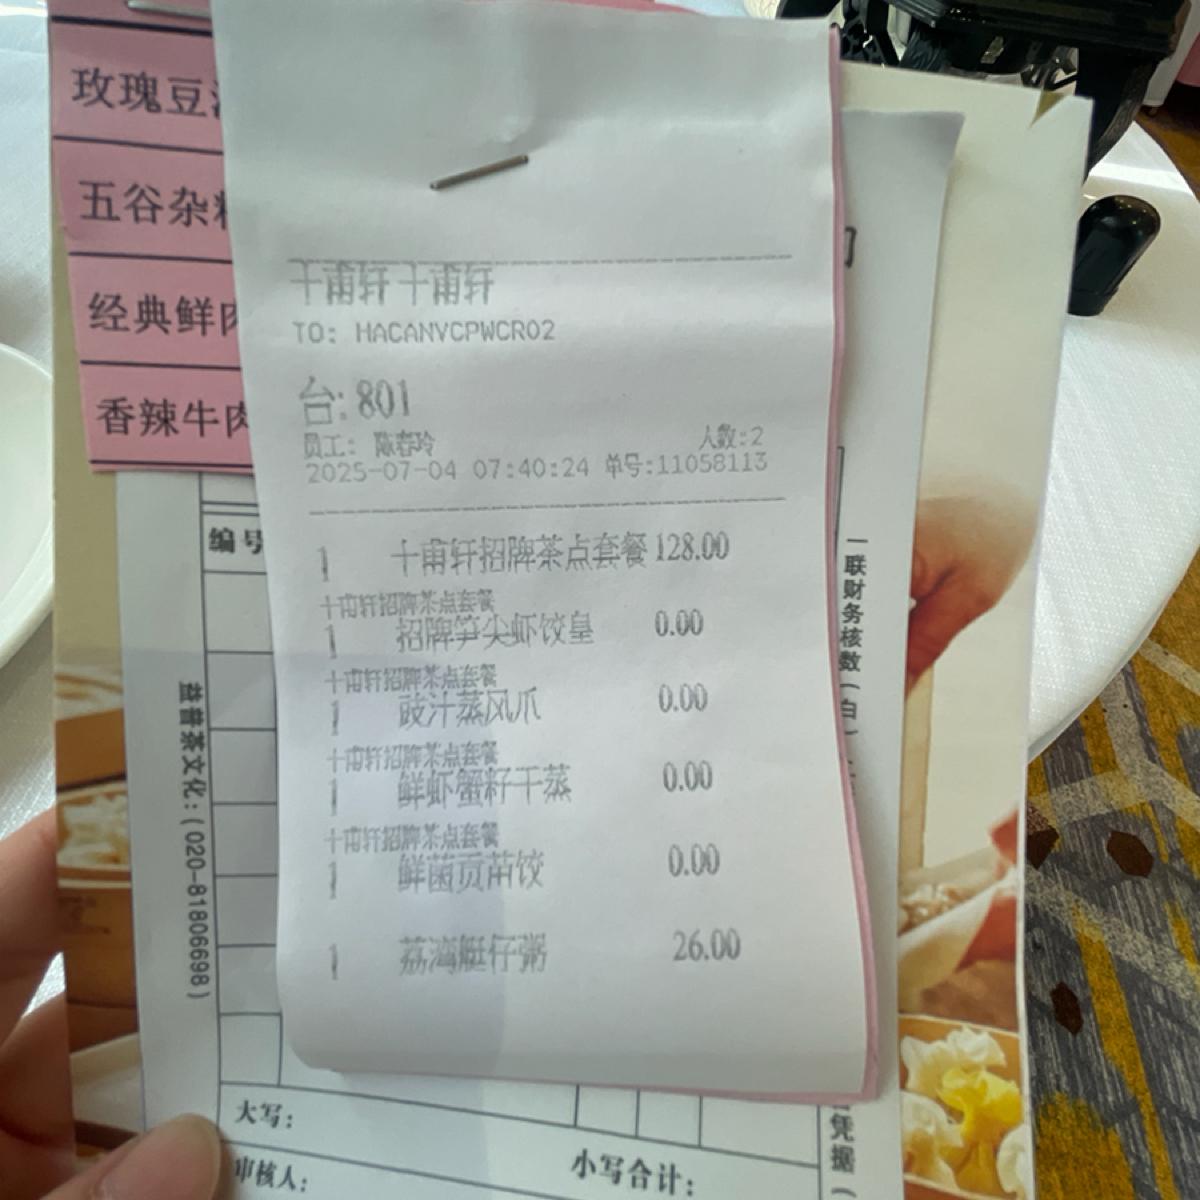 玫瑰豆
五谷杂粮
经典鲜肉
香辣牛肉
十甫轩 十甫轩
TO: MACANVCPWCR02
台: 801
员工: 陈春玲 人数:2
2025-07-04 07:40:24 单号:11058113
1 十甫轩招牌茶点套餐 128.00
十甫轩招牌茶点套餐
1 招牌笋尖虾饺皇 0.00
十甫轩招牌茶点套餐
1 豉汁蒸凤爪 0.00
十甫轩招牌茶点套餐
1 鲜虾蟹籽干蒸 0.00
十甫轩招牌茶点套餐
1 鲜菌贡苗饺 0.00
1 荔湾艇仔粥 26.00
编号
益昔茶文化:(020-81806698)
一联财务核数(白)
凭据(
大写:
审核人:
小写合计: